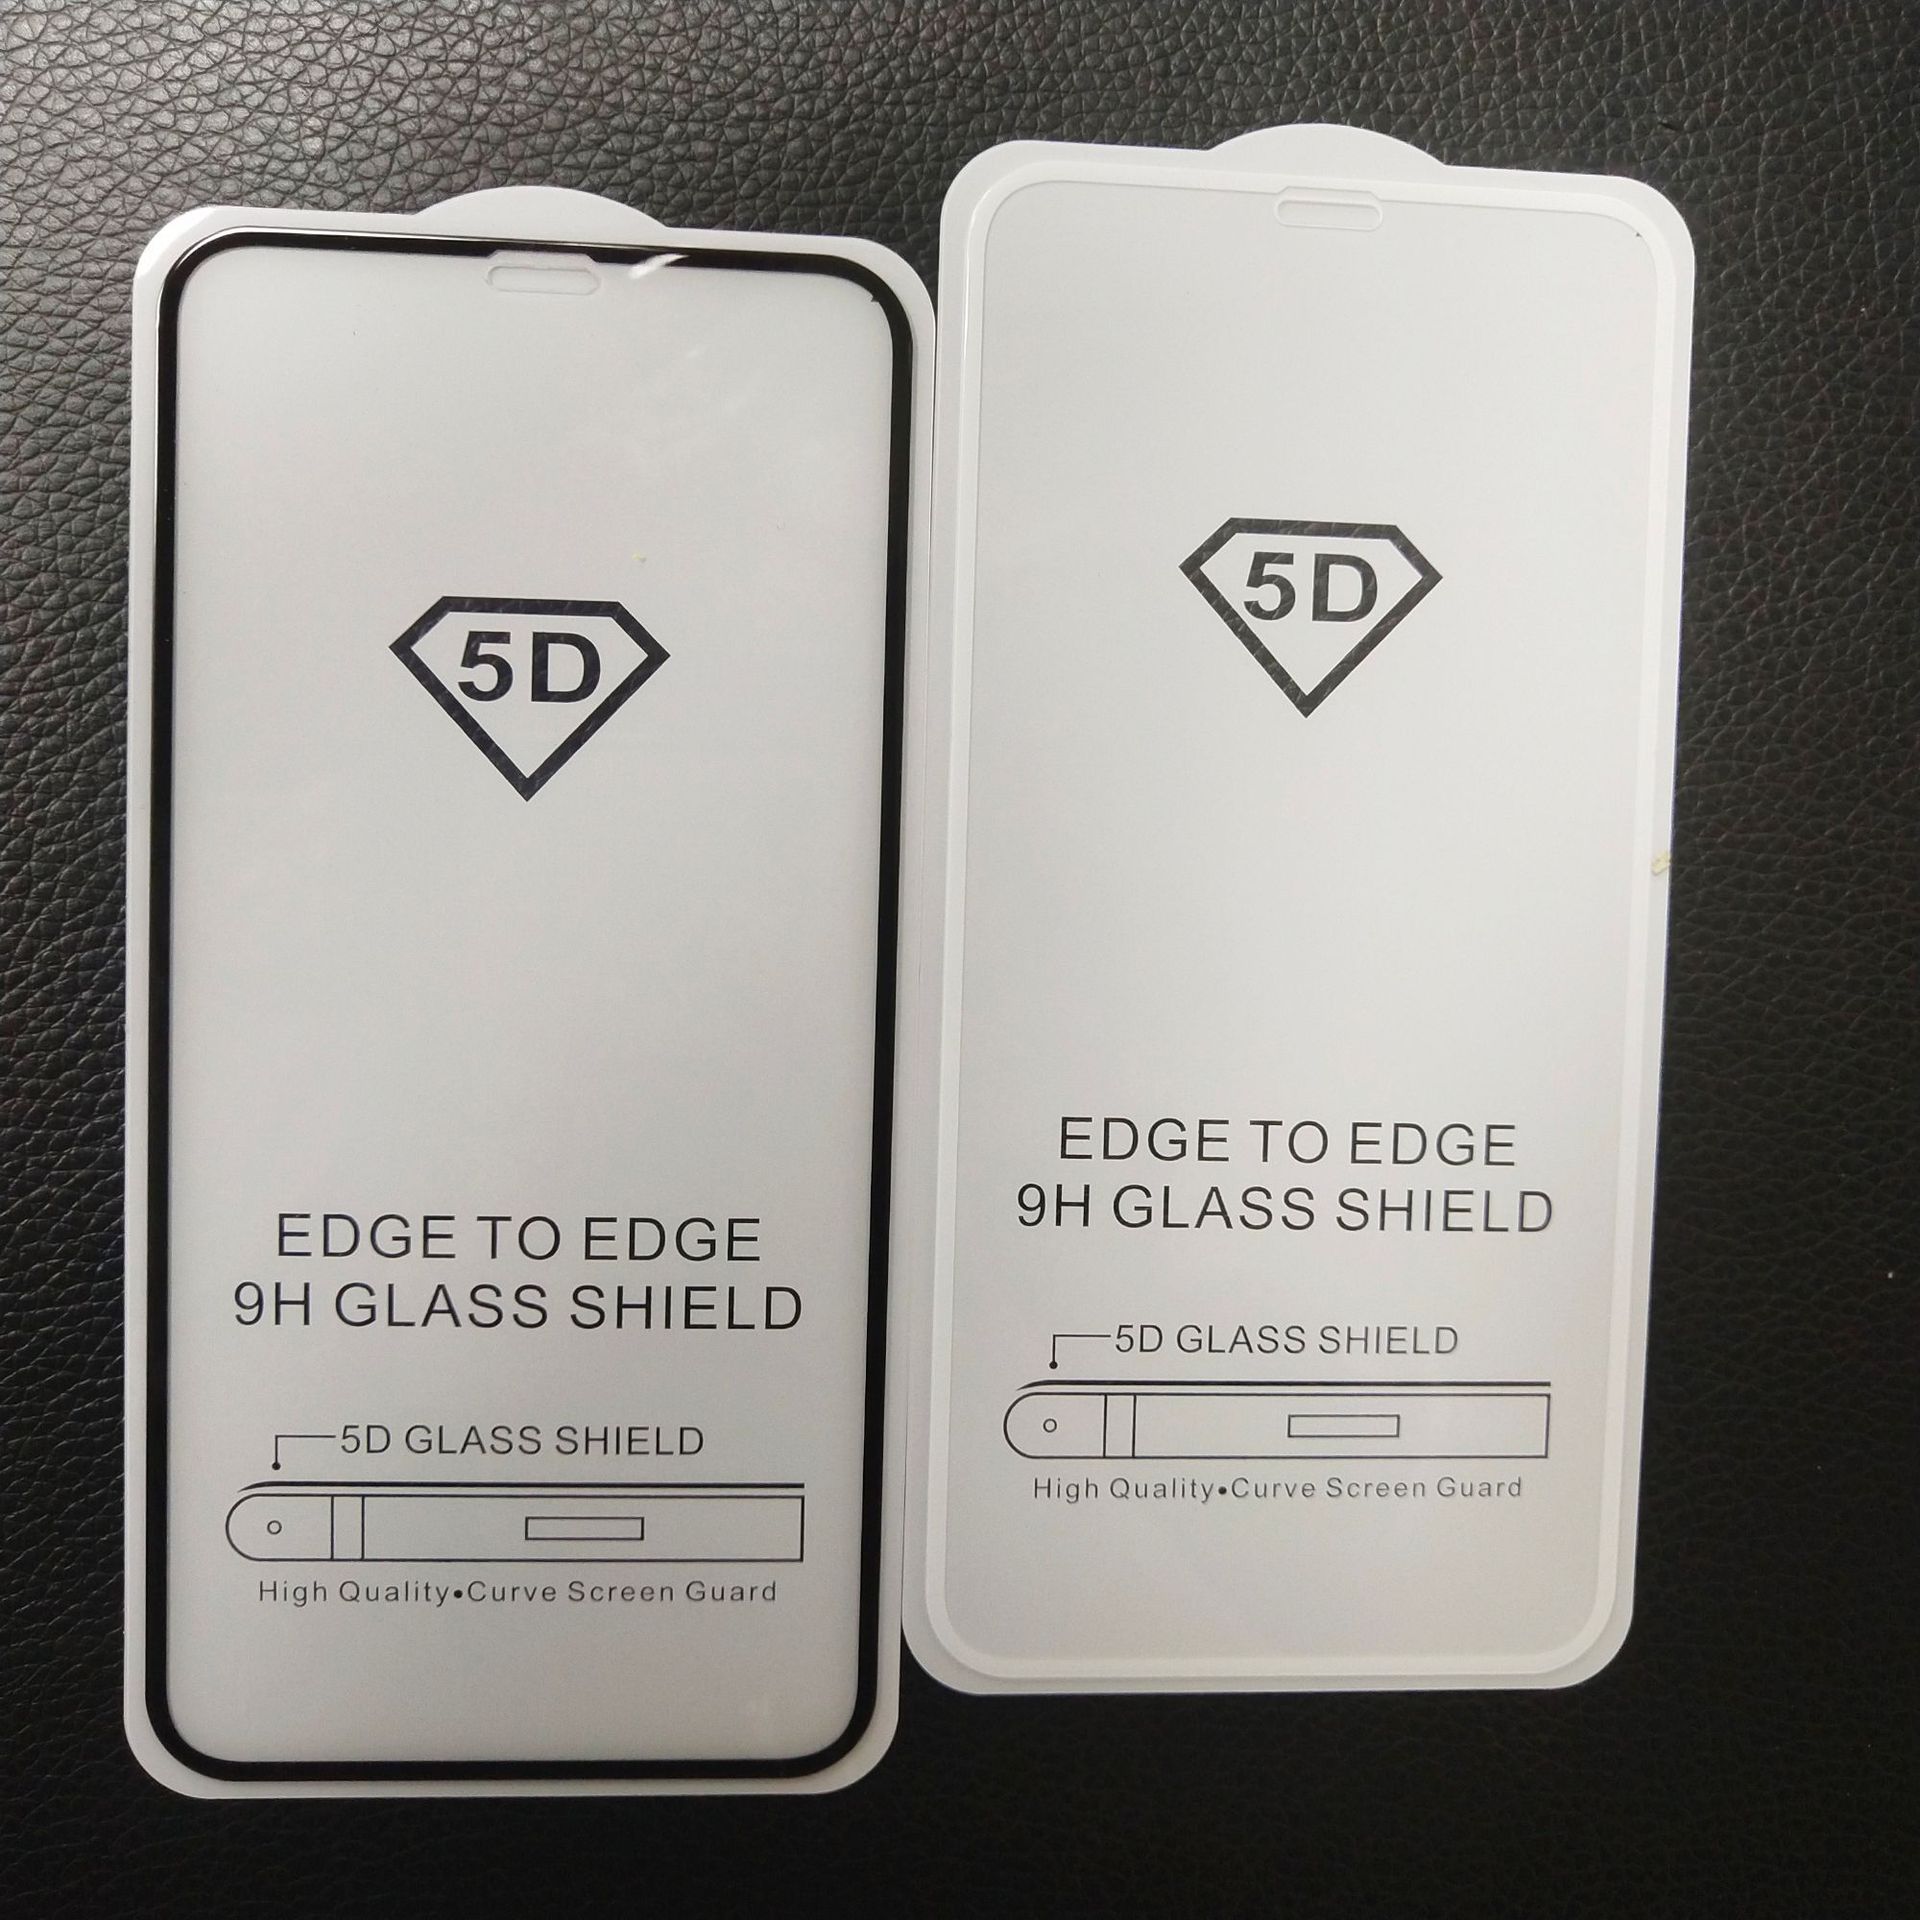 5D
EDGE TO EDGE
9H GLASS SHIELD
5D GLASS SHIELD
High Quality•Curve Screen Guard
5D
EDGE TO EDGE
9H GLASS SHIELD
5D GLASS SHIELD
High Quality•Curve Screen Guard